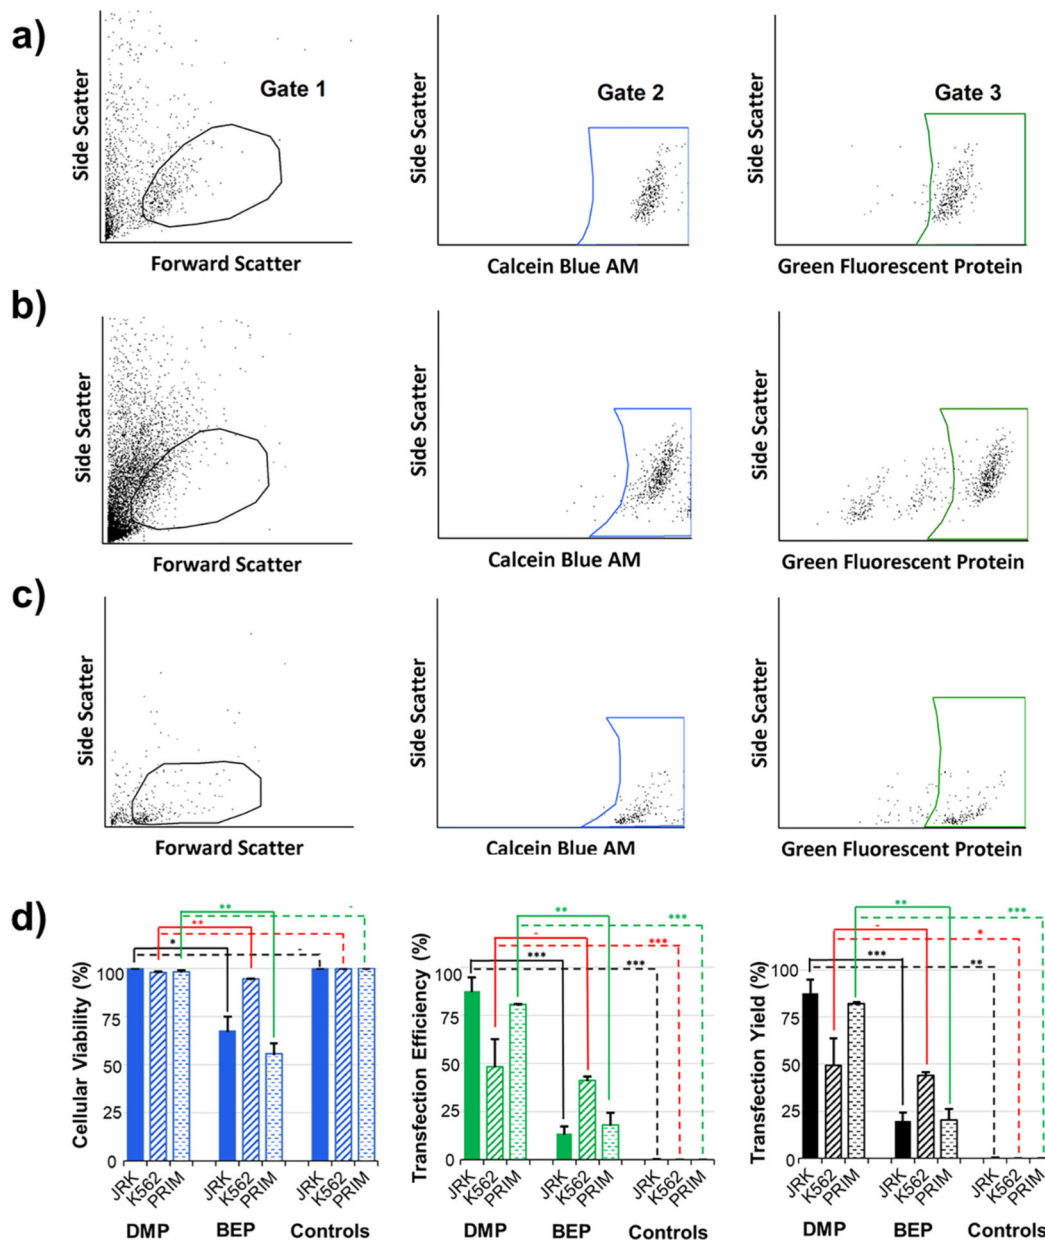 a)
Side Scatter
Gate 1
Forward Scatter
Side Scatter
Gate 2
Calcein Blue AM
Side Scatter
Gate 3
Green Fluorescent Protein
b)
Side Scatter
Forward Scatter
Side Scatter
Calcein Blue AM
Side Scatter
Green Fluorescent Protein
c)
Side Scatter
Forward Scatter
Side Scatter
Calcein Blue AM
Side Scatter
Green Fluorescent Protein
d)
Cellular Viability (%)
100
75
50
25
0
**
-
**
-
*
-
JRK K562 PRIM JRK K562 PRIM JRK K562 PRIM
DMP BEP Controls
Transfection Efficiency (%)
100
75
50
25
0
**
***
-
***
***
***
JRK K562 PRIM JRK K562 PRIM JRK K562 PRIM
DMP BEP Controls
Transfection Yield (%)
100
75
50
25
0
**
***
-
*
***
**
JRK K562 PRIM JRK K562 PRIM JRK K562 PRIM
DMP BEP Controls